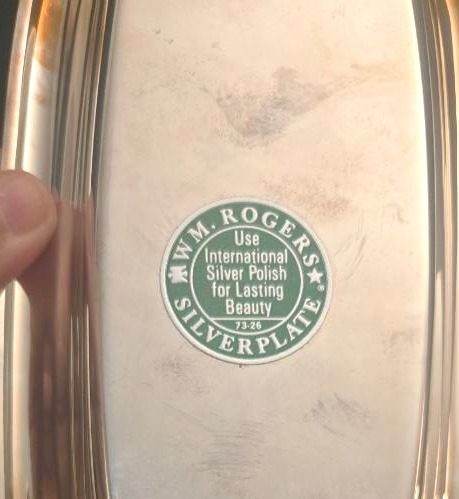 WM. ROGERS
Use
International
Silver Polish
for Lasting
Beauty
73-26
SILVERPLATE
®